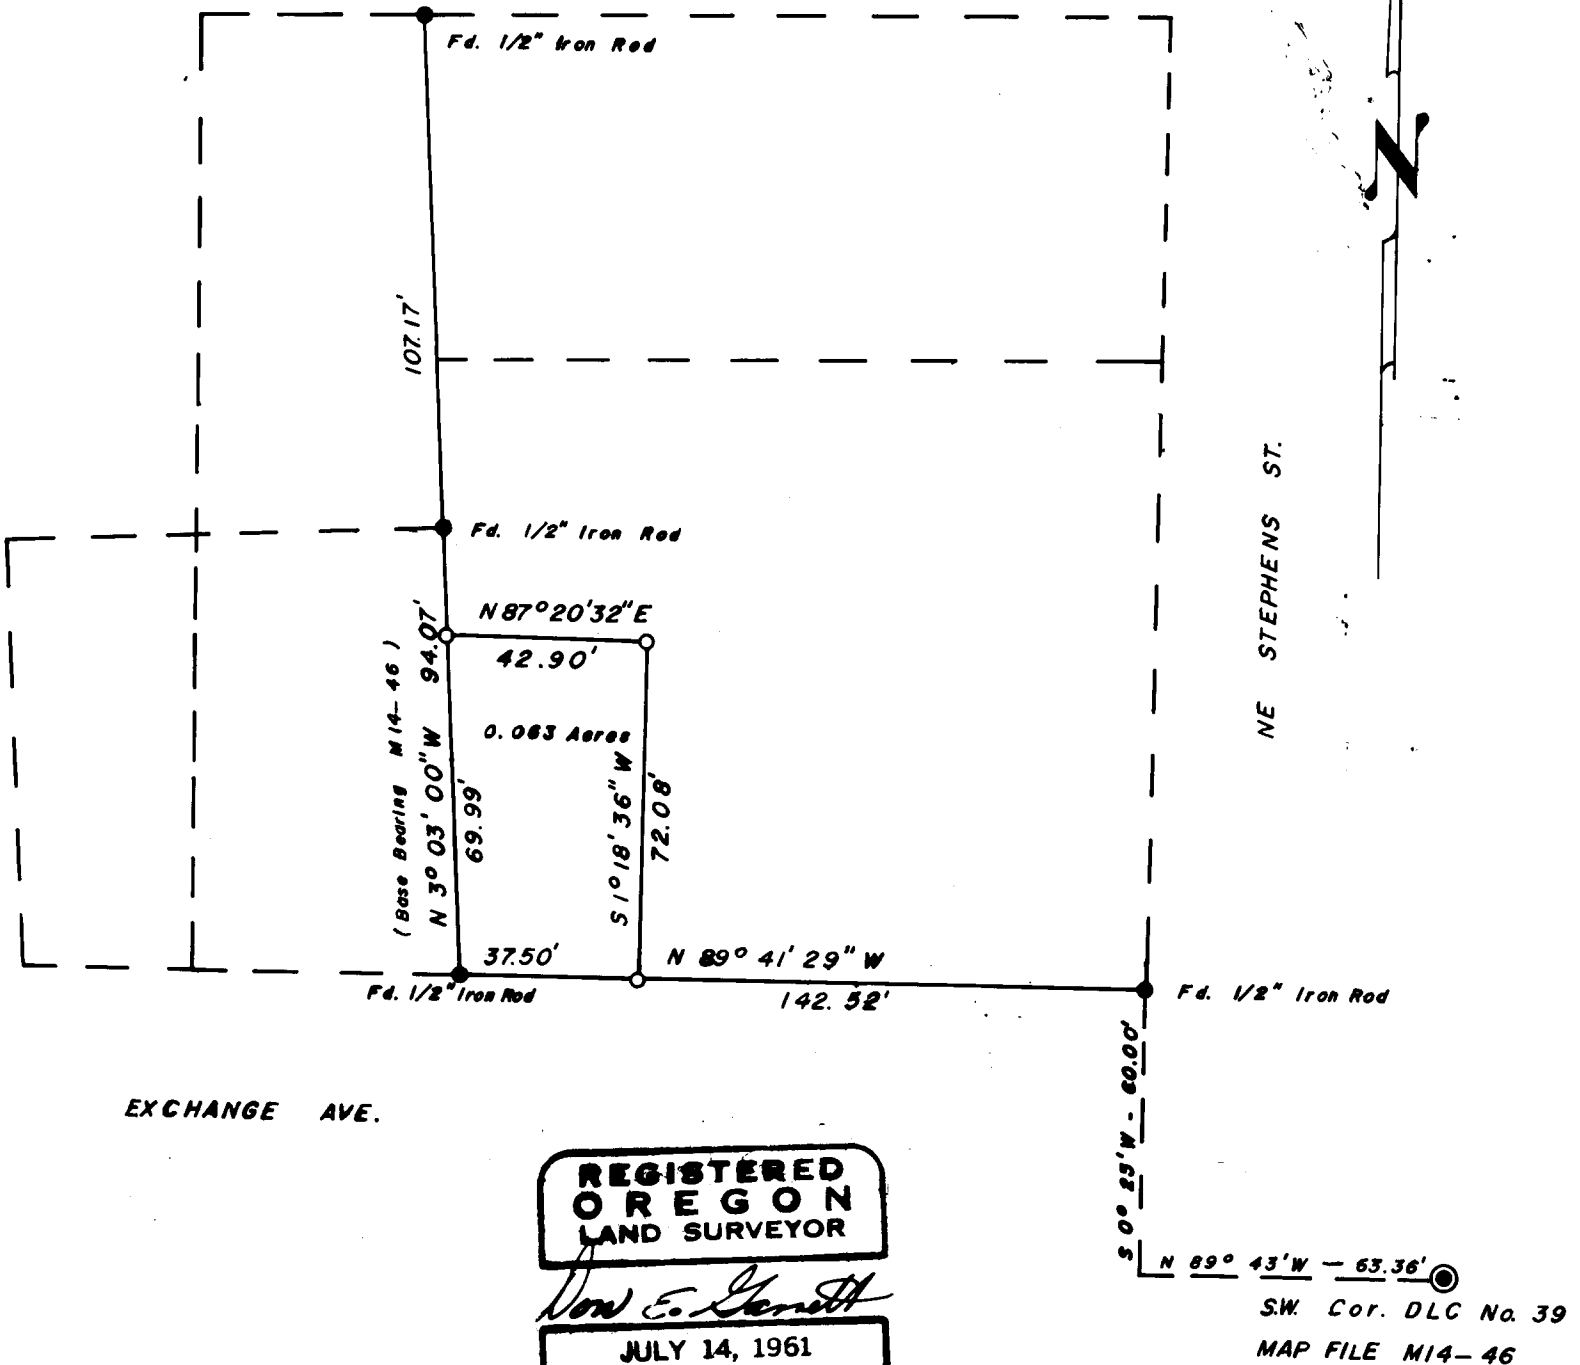 Fd. 1/2" Iron Rod
N
107.17'
NE STEPHENS ST.
Fd. 1/2" Iron Rod
N 87° 20' 32" E
42.90'
94.07'
(Base Bearing M14-46)
N 3° 03' 00" W
0.063 Acres
69.99'
S 1° 18' 36" W
72.08'
37.50'
N 89° 41' 29" W
Fd. 1/2" Iron Rod
142.52'
Fd. 1/2" Iron Rod
EXCHANGE AVE.
S 0° 25' W - 60.00'
REGISTERED
OREGON
LAND SURVEYOR
Don E. Garnett
JULY 14, 1961
N 89° 43' W - 63.36'
S.W. Cor. DLC No. 39
MAP FILE M14-46